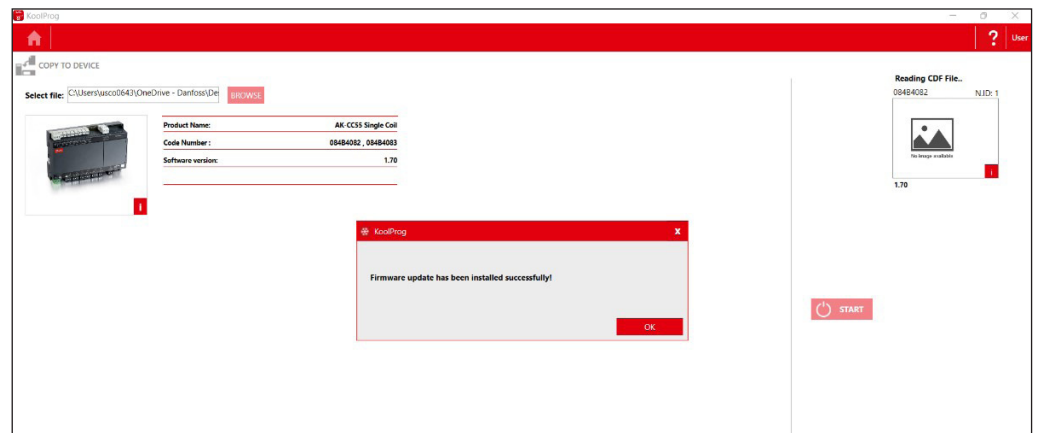 KoolProg
? User
COPY TO DEVICE
Select file: C:\Users\usco0643\OneDrive - Danfoss\De BROWSE
Product Name: AK-CC55 Single Coil
Code Number : 084B4082 , 084B4083
Software version: 1.70
i
KoolProg X
Firmware update has been installed successfully!
OK
Reading CDF File..
084B4082 N.ID: 1
No image available
i
1.70
START